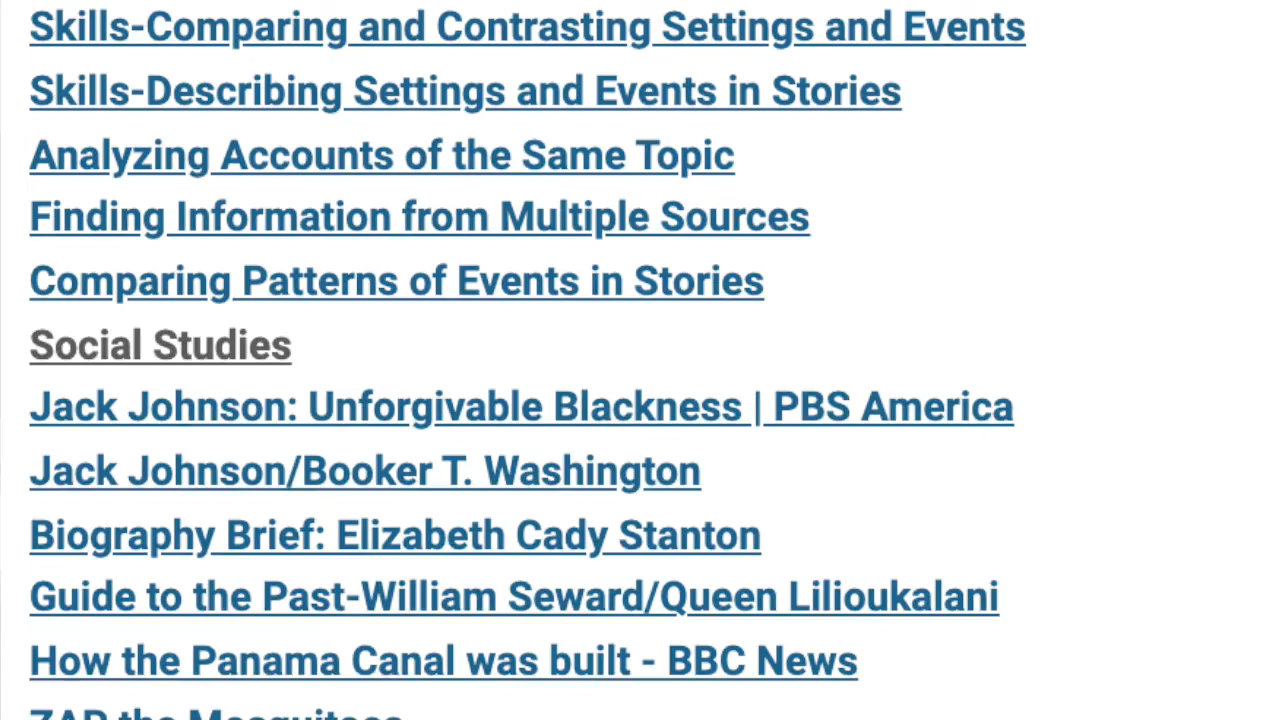 Skills-Comparing and Contrasting Settings and Events
Skills-Describing Settings and Events in Stories
Analyzing Accounts of the Same Topic
Finding Information from Multiple Sources
Comparing Patterns of Events in Stories
Social Studies
Jack Johnson: Unforgivable Blackness | PBS America
Jack Johnson/Booker T. Washington
Biography Brief: Elizabeth Cady Stanton
Guide to the Past-William Seward/Queen Lilioukalani
How the Panama Canal was built - BBC News
ZAP the Mosquitoes